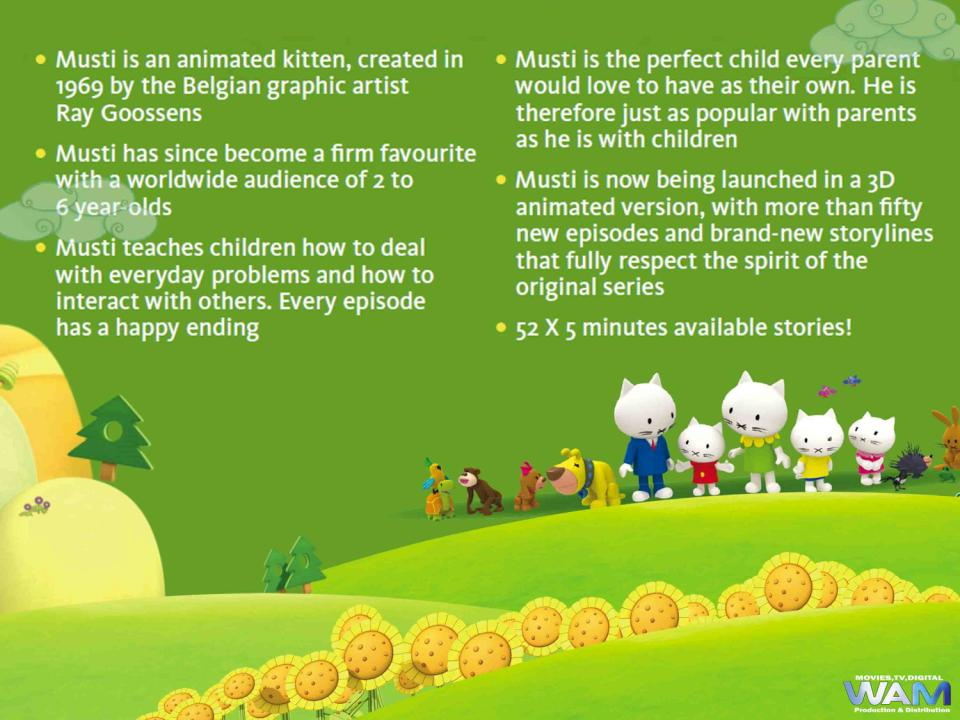 • Musti is an animated kitten, created in
1969 by the Belgian graphic artist
Ray Goossens
• Musti has since become a firm favourite
with a worldwide audience of 2 to
6 year-olds
• Musti teaches children how to deal
with everyday problems and how to
interact with others. Every episode
has a happy ending
• Musti is the perfect child every parent
would love to have as their own. He is
therefore just as popular with parents
as he is with children
• Musti is now being launched in a 3D
animated version, with more than fifty
new episodes and brand-new storylines
that fully respect the spirit of the
original series
• 52 X 5 minutes available stories!
MOVIES,TV,DIGITAL
WAM
Production & Distribution